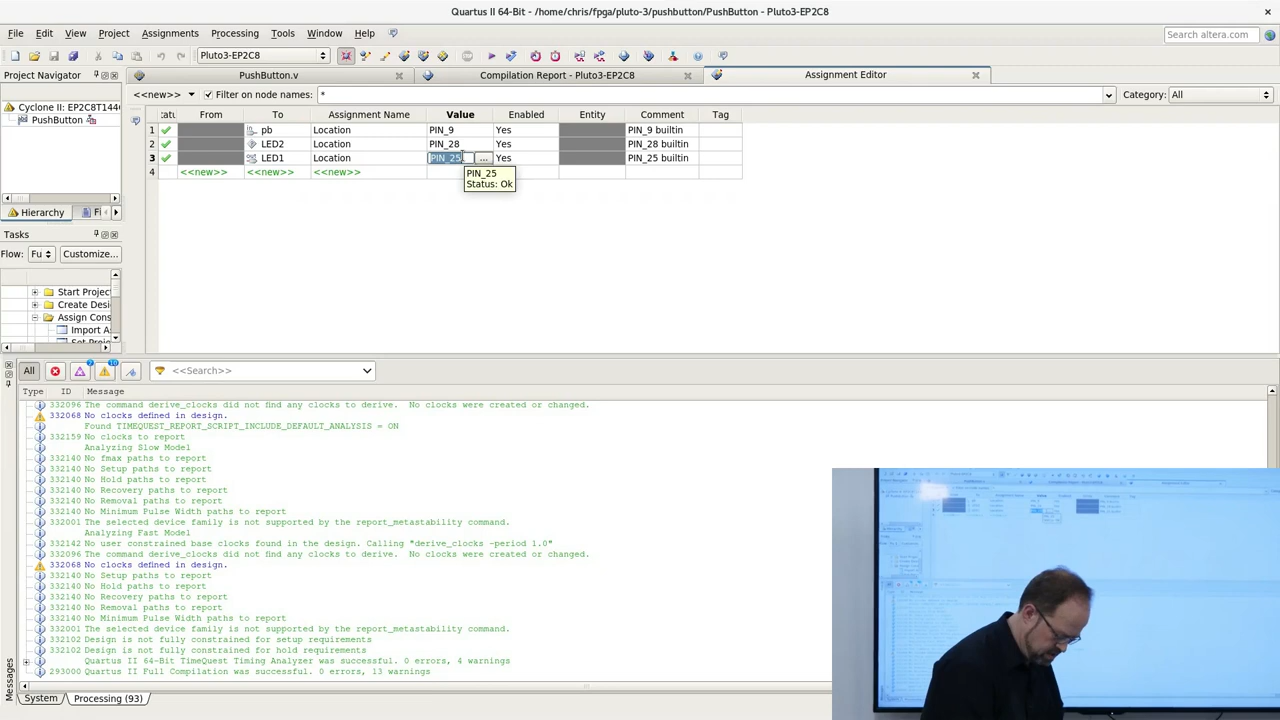 Quartus II 64-Bit - /home/chris/fpga/pluto-3/pushbutton/PushButton - Pluto3-EP2C8
File Edit View Project Assignments Processing Tools Window Help
Search altera.com
Pluto3-EP2C8
Project Navigator
PushButton.v
Compilation Report - Pluto3-EP2C8
Assignment Editor
<<new>>
Filter on node names:
*
Category: All
Cyclone II: EP2C8T144
PushButton
Hierarchy
Fi
Tasks
Flow: Fu Customize...
Start Projec
Create Desi
Assign Cons
Import As
atu From To Assignment Name Value Enabled Entity Comment Tag
1 pb Location PIN_9 Yes PIN_9 builtin
2 LED2 Location PIN_28 Yes PIN_28 builtin
3 LED1 Location PIN_25 ... Yes PIN_25 builtin
4 <<new>> <<new>> <<new>>
PIN_25
Status: Ok
All
<<Search>>
Type ID Message
332096 The command derive_clocks did not find any clocks to derive. No clocks were created or changed.
332068 No clocks defined in design.
Found TIMEQUEST_REPORT_SCRIPT_INCLUDE_DEFAULT_ANALYSIS = ON
332159 No clocks to report
Analyzing Slow Model
332140 No fmax paths to report
332140 No Setup paths to report
332140 No Hold paths to report
332140 No Recovery paths to report
332140 No Removal paths to report
332140 No Minimum Pulse Width paths to report
332001 The selected device family is not supported by the report_metastability command.
Analyzing Fast Model
332142 No user constrained base clocks found in the design. Calling "derive_clocks -period 1.0"
332096 The command derive_clocks did not find any clocks to derive. No clocks were created or changed.
332068 No clocks defined in design.
332140 No Setup paths to report
332140 No Hold paths to report
332140 No Recovery paths to report
332140 No Removal paths to report
332140 No Minimum Pulse Width paths to report
332001 The selected device family is not supported by the report_metastability command.
332102 Design is not fully constrained for setup requirements
332102 Design is not fully constrained for hold requirements
Quartus II 64-Bit TimeQuest Timing Analyzer was successful. 0 errors, 4 warnings
293000 Quartus II Full Compilation was successful. 0 errors, 13 warnings
Messages
System
Processing (93)